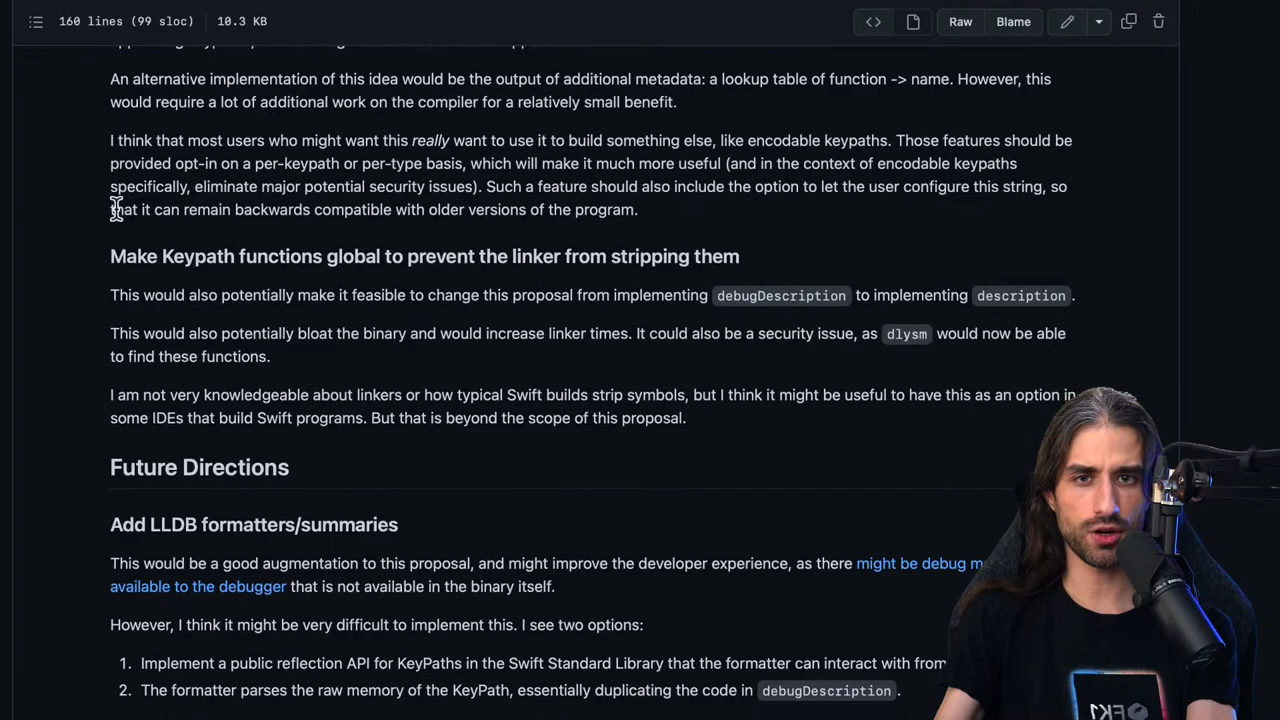 160 lines (99 sloc) 10.3 KB Raw Blame
An alternative implementation of this idea would be the output of additional metadata: a lookup table of function -> name. However, this
would require a lot of additional work on the compiler for a relatively small benefit.
I think that most users who might want this really want to use it to build something else, like encodable keypaths. Those features should be
provided opt-in on a per-keypath or per-type basis, which will make it much more useful (and in the context of encodable keypaths
specifically, eliminate major potential security issues). Such a feature should also include the option to let the user configure this string, so
that it can remain backwards compatible with older versions of the program.
Make Keypath functions global to prevent the linker from stripping them
This would also potentially make it feasible to change this proposal from implementing debugDescription to implementing description.
This would also potentially bloat the binary and would increase linker times. It could also be a security issue, as dlysm would now be able
to find these functions.
I am not very knowledgeable about linkers or how typical Swift builds strip symbols, but I think it might be useful to have this as an option in
some IDEs that build Swift programs. But that is beyond the scope of this proposal.
Future Directions
Add LLDB formatters/summaries
This would be a good augmentation to this proposal, and might improve the developer experience, as there might be debug m
available to the debugger that is not available in the binary itself.
However, I think it might be very difficult to implement this. I see two options:
1. Implement a public reflection API for KeyPaths in the Swift Standard Library that the formatter can interact with from
2. The formatter parses the raw memory of the KeyPath, essentially duplicating the code in debugDescription.